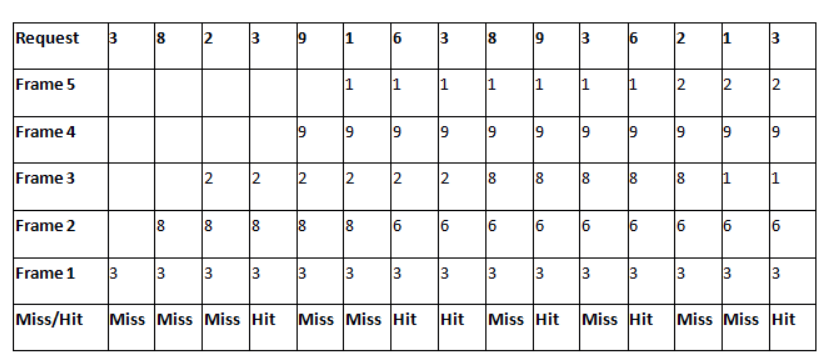 Request 3 8 2 3 9 1 6 3 8 9 3 6 2 1 3
Frame 5 1 1 1 1 1 1 1 2 2 2
Frame 4 9 9 9 9 9 9 9 9 9 9 9
Frame 3 2 2 2 2 2 2 8 8 8 8 8 1 1
Frame 2 8 8 8 8 8 6 6 6 6 6 6 6 6 6
Frame 1 3 3 3 3 3 3 3 3 3 3 3 3 3 3 3
Miss/Hit Miss Miss Miss Hit Miss Miss Hit Hit Miss Hit Miss Hit Miss Miss Hit